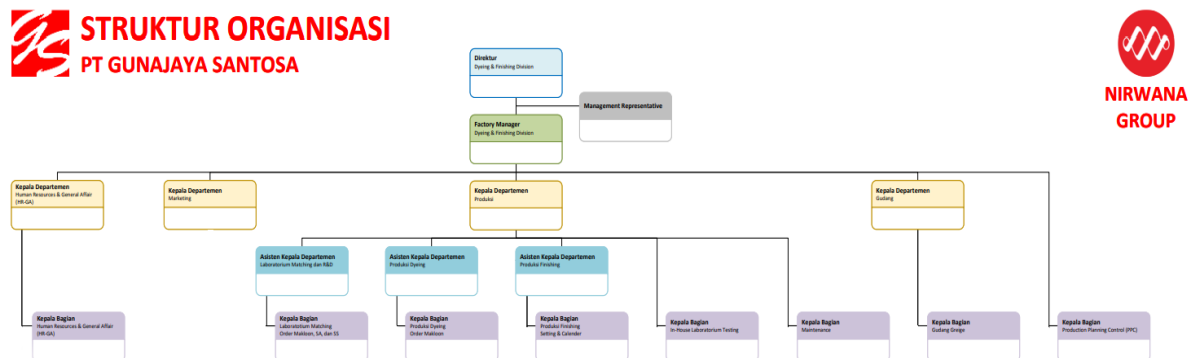 STRUKTUR ORGANISASI
PT GUNAJAYA SANTOSA
NIRWANA
GROUP
Direktur
Dyeing & Finishing Division
Management Representative
Factory Manager
Dyeing & Finishing Division
Kepala Departemen
Human Resources & General Affair
(HR-GA)
Kepala Departemen
Marketing
Kepala Departemen
Produksi
Kepala Departemen
Gudang
Asisten Kepala Departemen
Laboratorium Matching dan R&D
Asisten Kepala Departemen
Produksi Dyeing
Asisten Kepala Departemen
Produksi Finishing
Kepala Bagian
Human Resources & General Affair
(HR-GA)
Kepala Bagian
Laboratotium Matching
Order Makloon, SA, dan SS
Kepala Bagian
Produksi Dyeing
Order Makloon
Kepala Bagian
Produksi Finishing
Setting & Calender
Kepala Bagian
In-House Laboratorium Testing
Kepala Bagian
Maintenance
Kepala Bagian
Gudang Greige
Kepala Bagian
Production Planning Control (PPC)